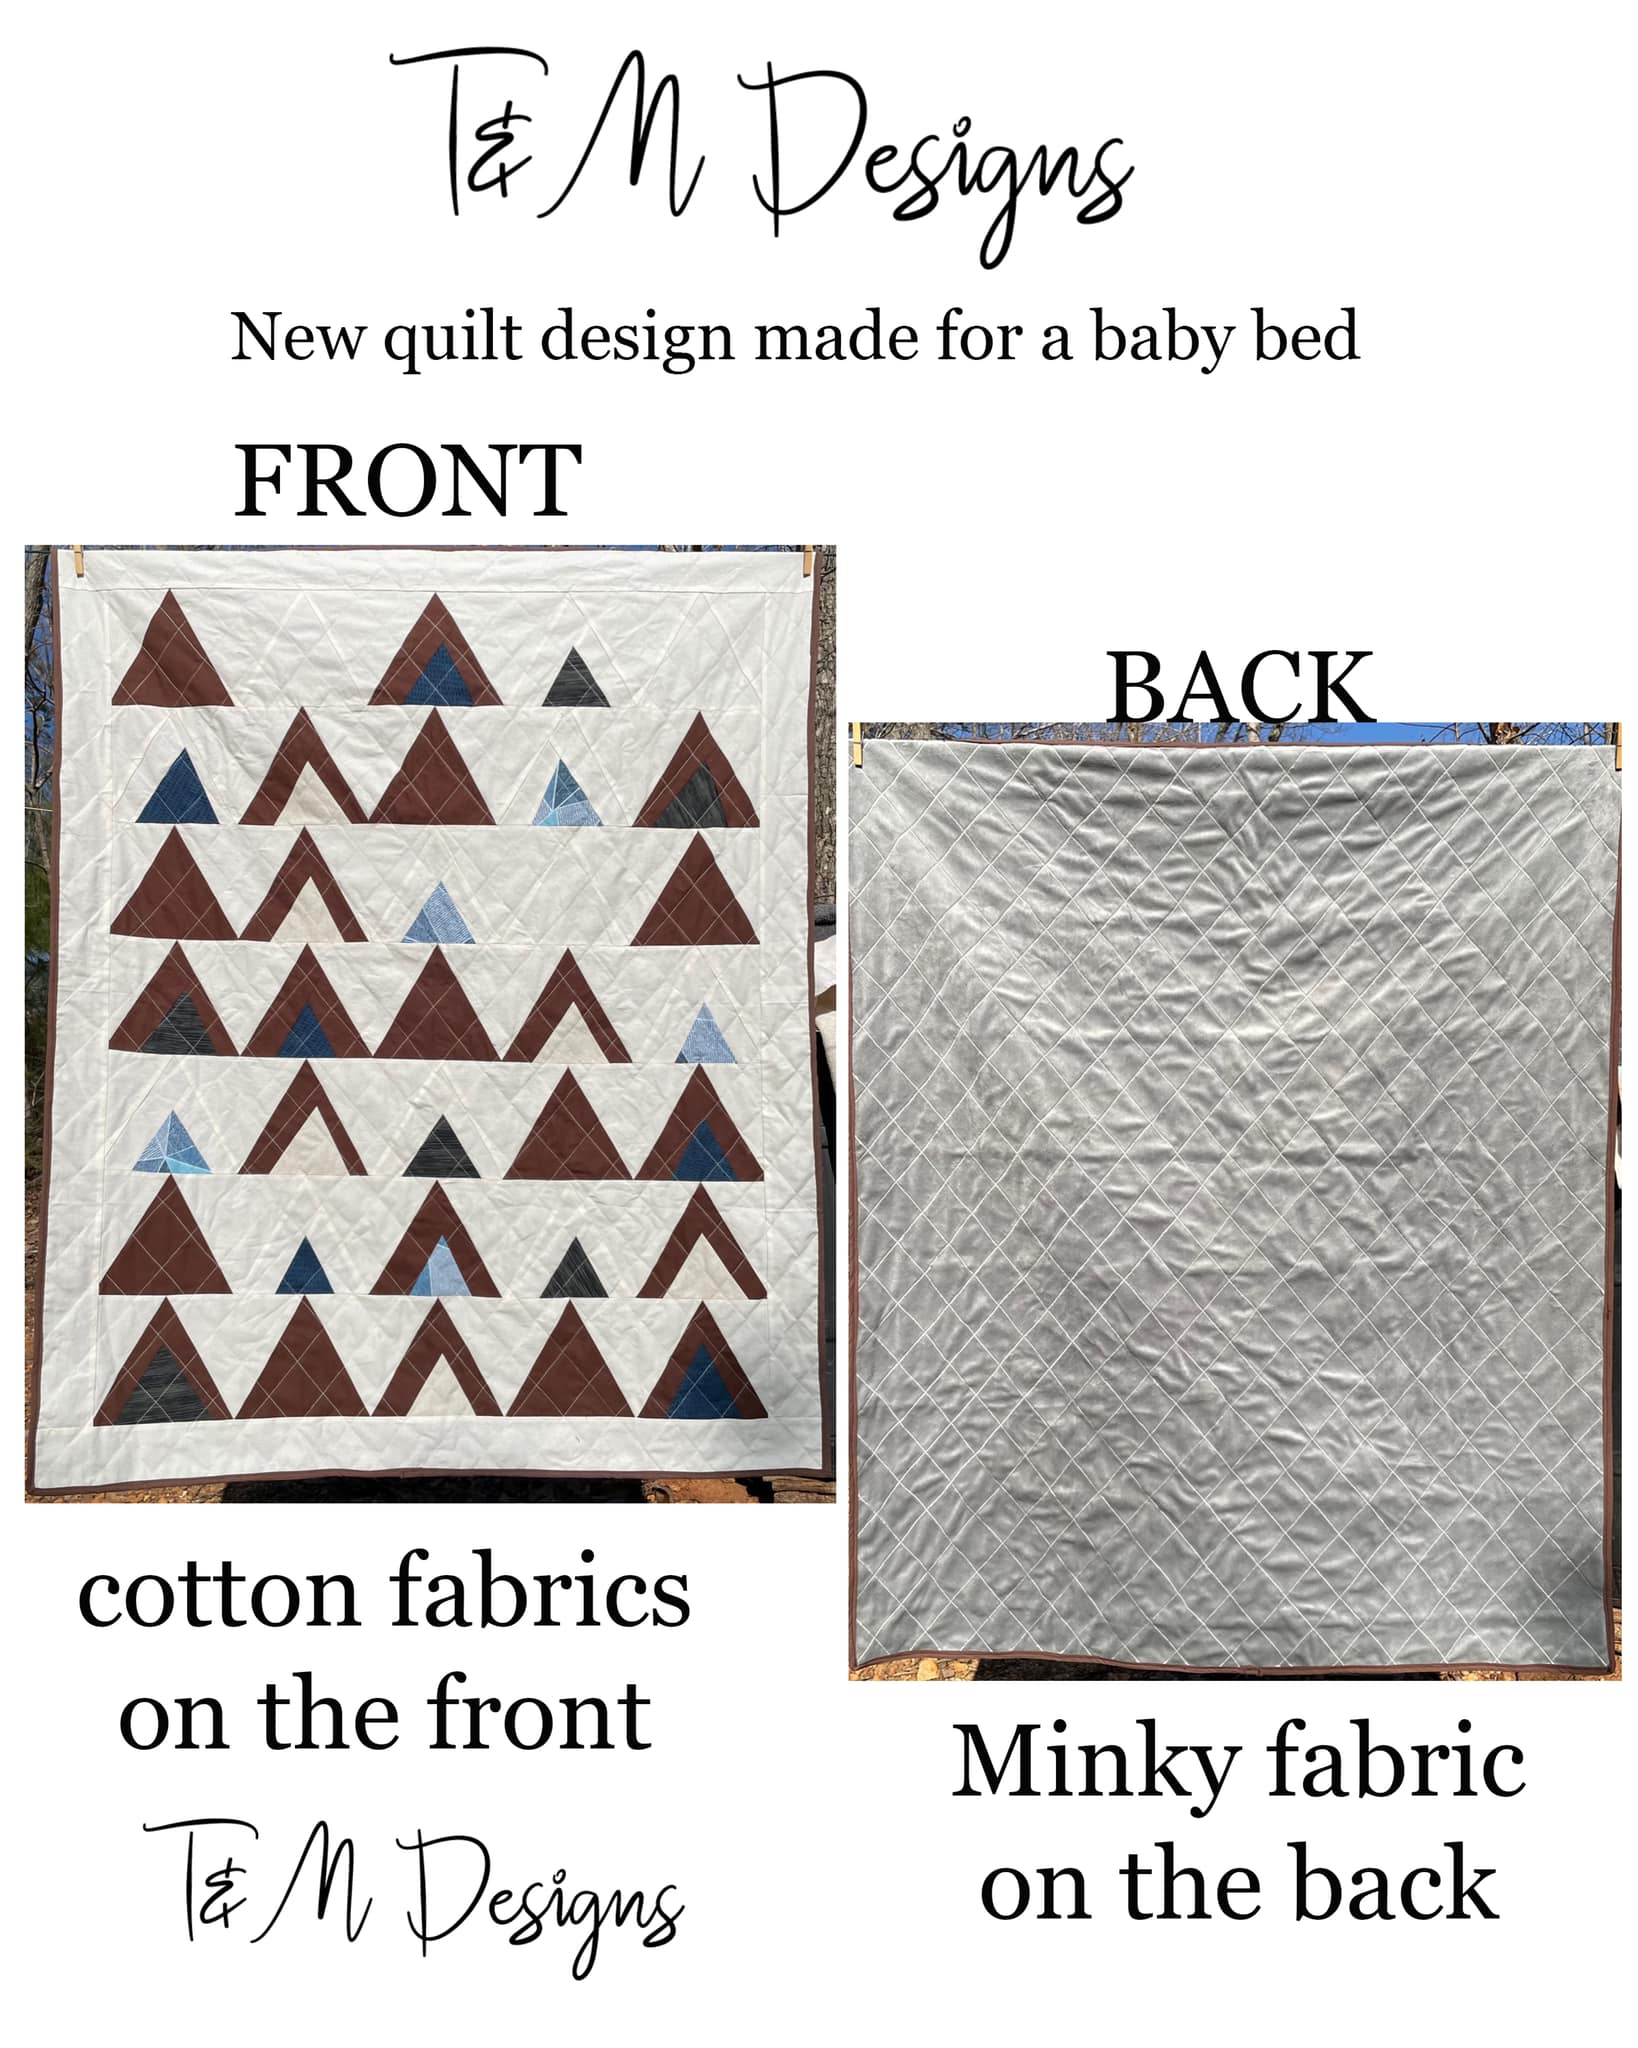 T&M Designs
New quilt design made for a baby bed
FRONT
BACK
cotton fabrics
on the front
Minky fabric
on the back
T&M Designs